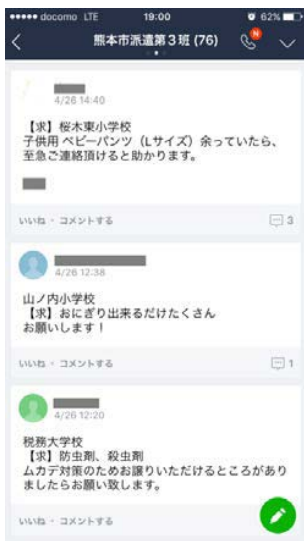 docomo LTE 19:00 62%
熊本市派遣第3班 (76)
N
4/26 14:40
【求】桜木東小学校
子供用 ベビーパンツ(Lサイズ)余っていたら、
至急ご連絡頂けると助かります。
いいね・コメントする 3
4/26 12:38
山ノ内小学校
【求】おにぎり出来るだけたくさん
お願いします!
いいね・コメントする 1
4/26 12:20
税務大学校
【求】防虫剤、殺虫剤
ムカデ対策のためお譲りいただけるところがあり
ましたらお願い致します。
いいね・コメントする